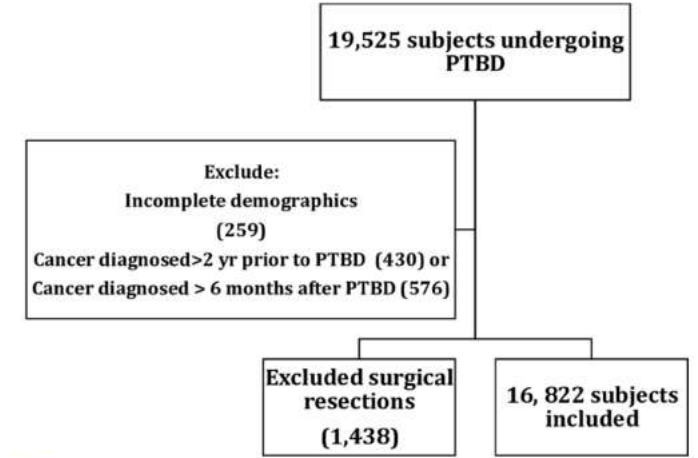 19,525 subjects undergoing
PTBD
Exclude:
Incomplete demographics
(259)
Cancer diagnosed>2 yr prior to PTBD (430) or
Cancer diagnosed > 6 months after PTBD (576)
Excluded surgical
resections
(1,438)
16, 822 subjects
included